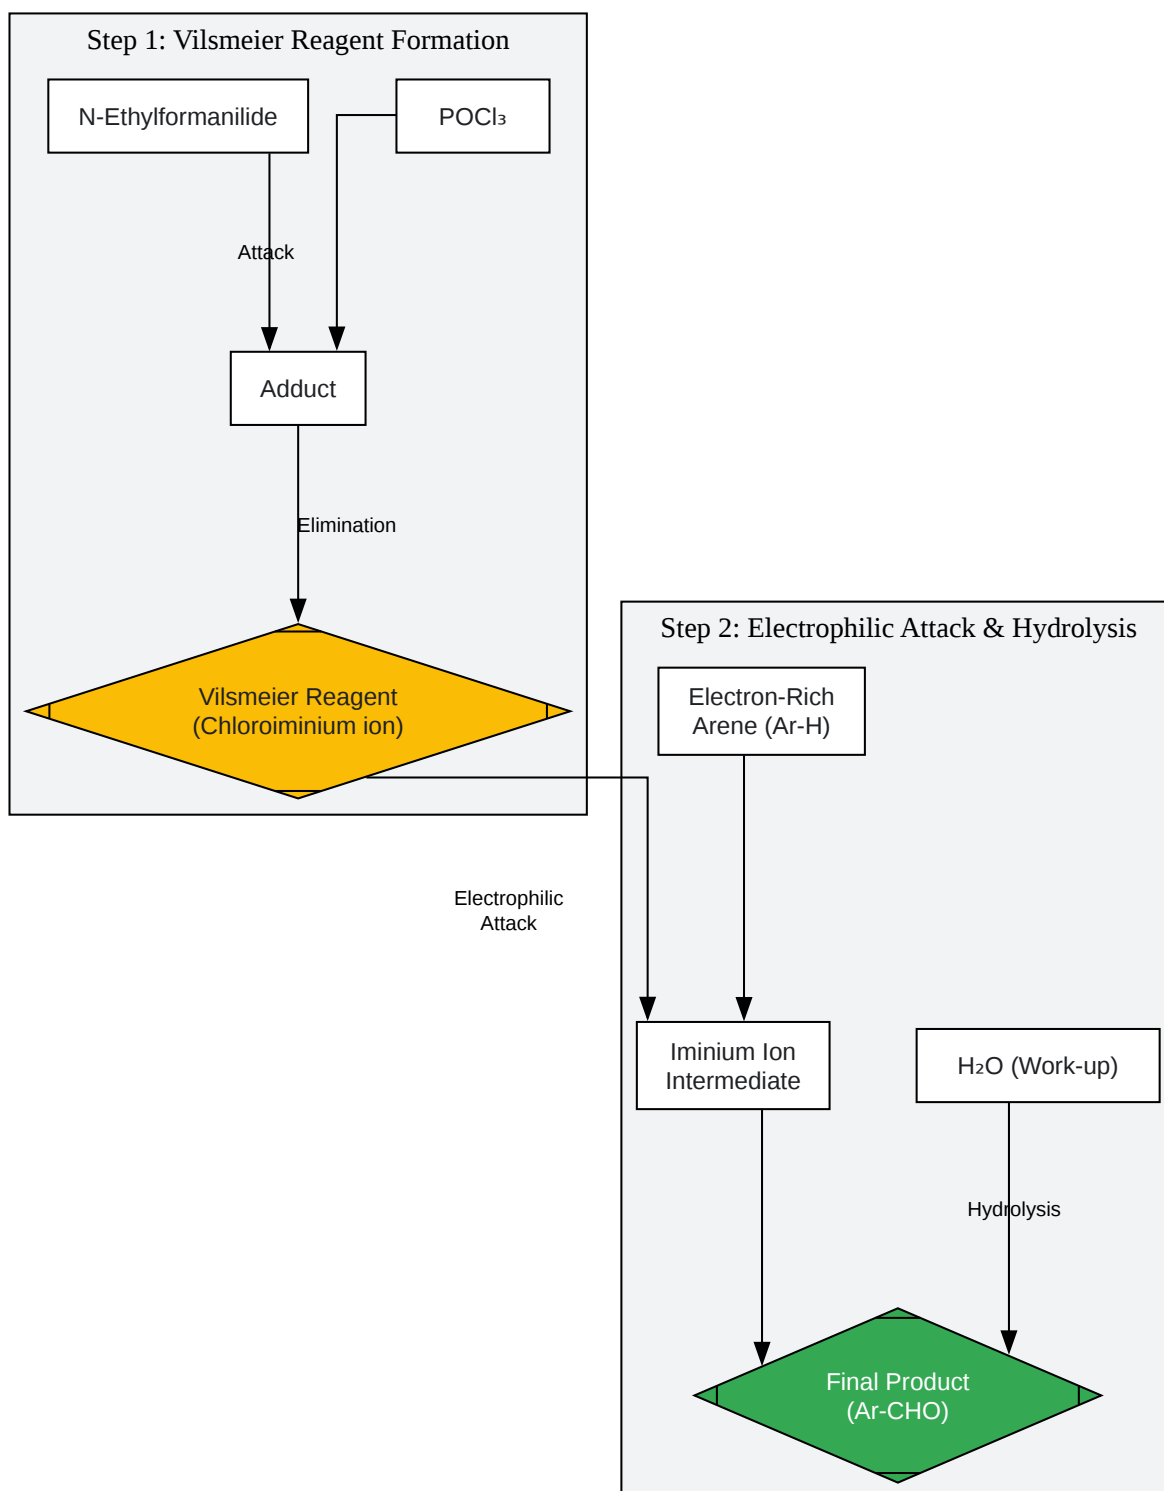 Step 1: Vilsmeier Reagent Formation
N-Ethylformanilide
POCl₃
Attack
Adduct
Elimination
Vilsmeier Reagent
(Chloroiminium ion)
Step 2: Electrophilic Attack & Hydrolysis
Electron-Rich
Arene (Ar-H)
Electrophilic
Attack
Iminium Ion
Intermediate
H₂O (Work-up)
Hydrolysis
Final Product
(Ar-CHO)